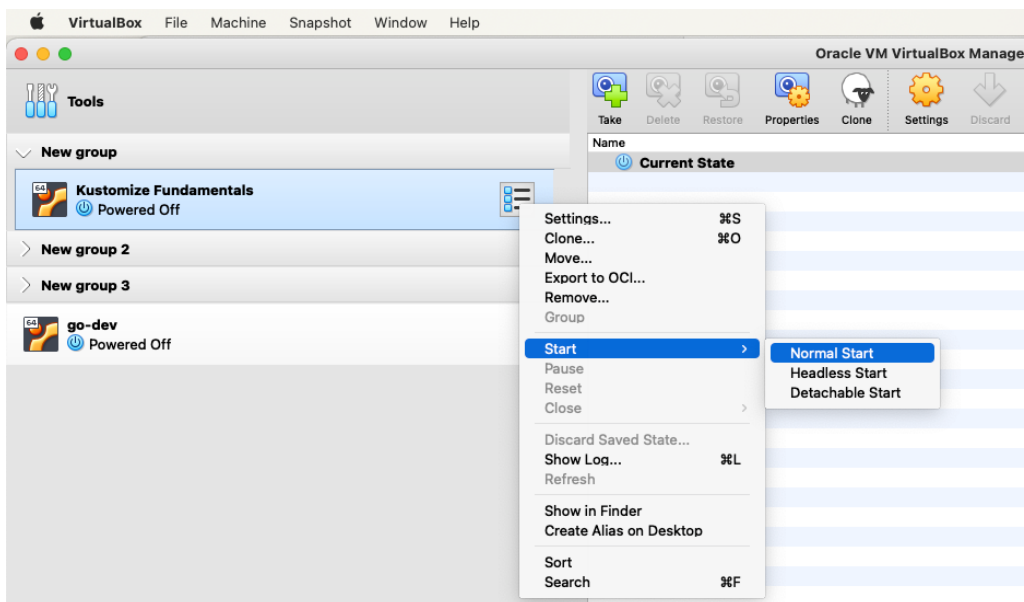 VirtualBox File Machine Snapshot Window Help
Oracle VM VirtualBox Manage
Tools
Take Delete Restore Properties Clone Settings Discard
New group
64
Kustomize Fundamentals
Powered Off
New group 2
New group 3
64
go-dev
Powered Off
Name
Current State
Settings... ⌘S
Clone... ⌘O
Move...
Export to OCI...
Remove...
Group
Start >
Pause
Reset
Close >
Discard Saved State...
Show Log... ⌘L
Refresh
Show in Finder
Create Alias on Desktop
Sort
Search ⌘F
Normal Start
Headless Start
Detachable Start